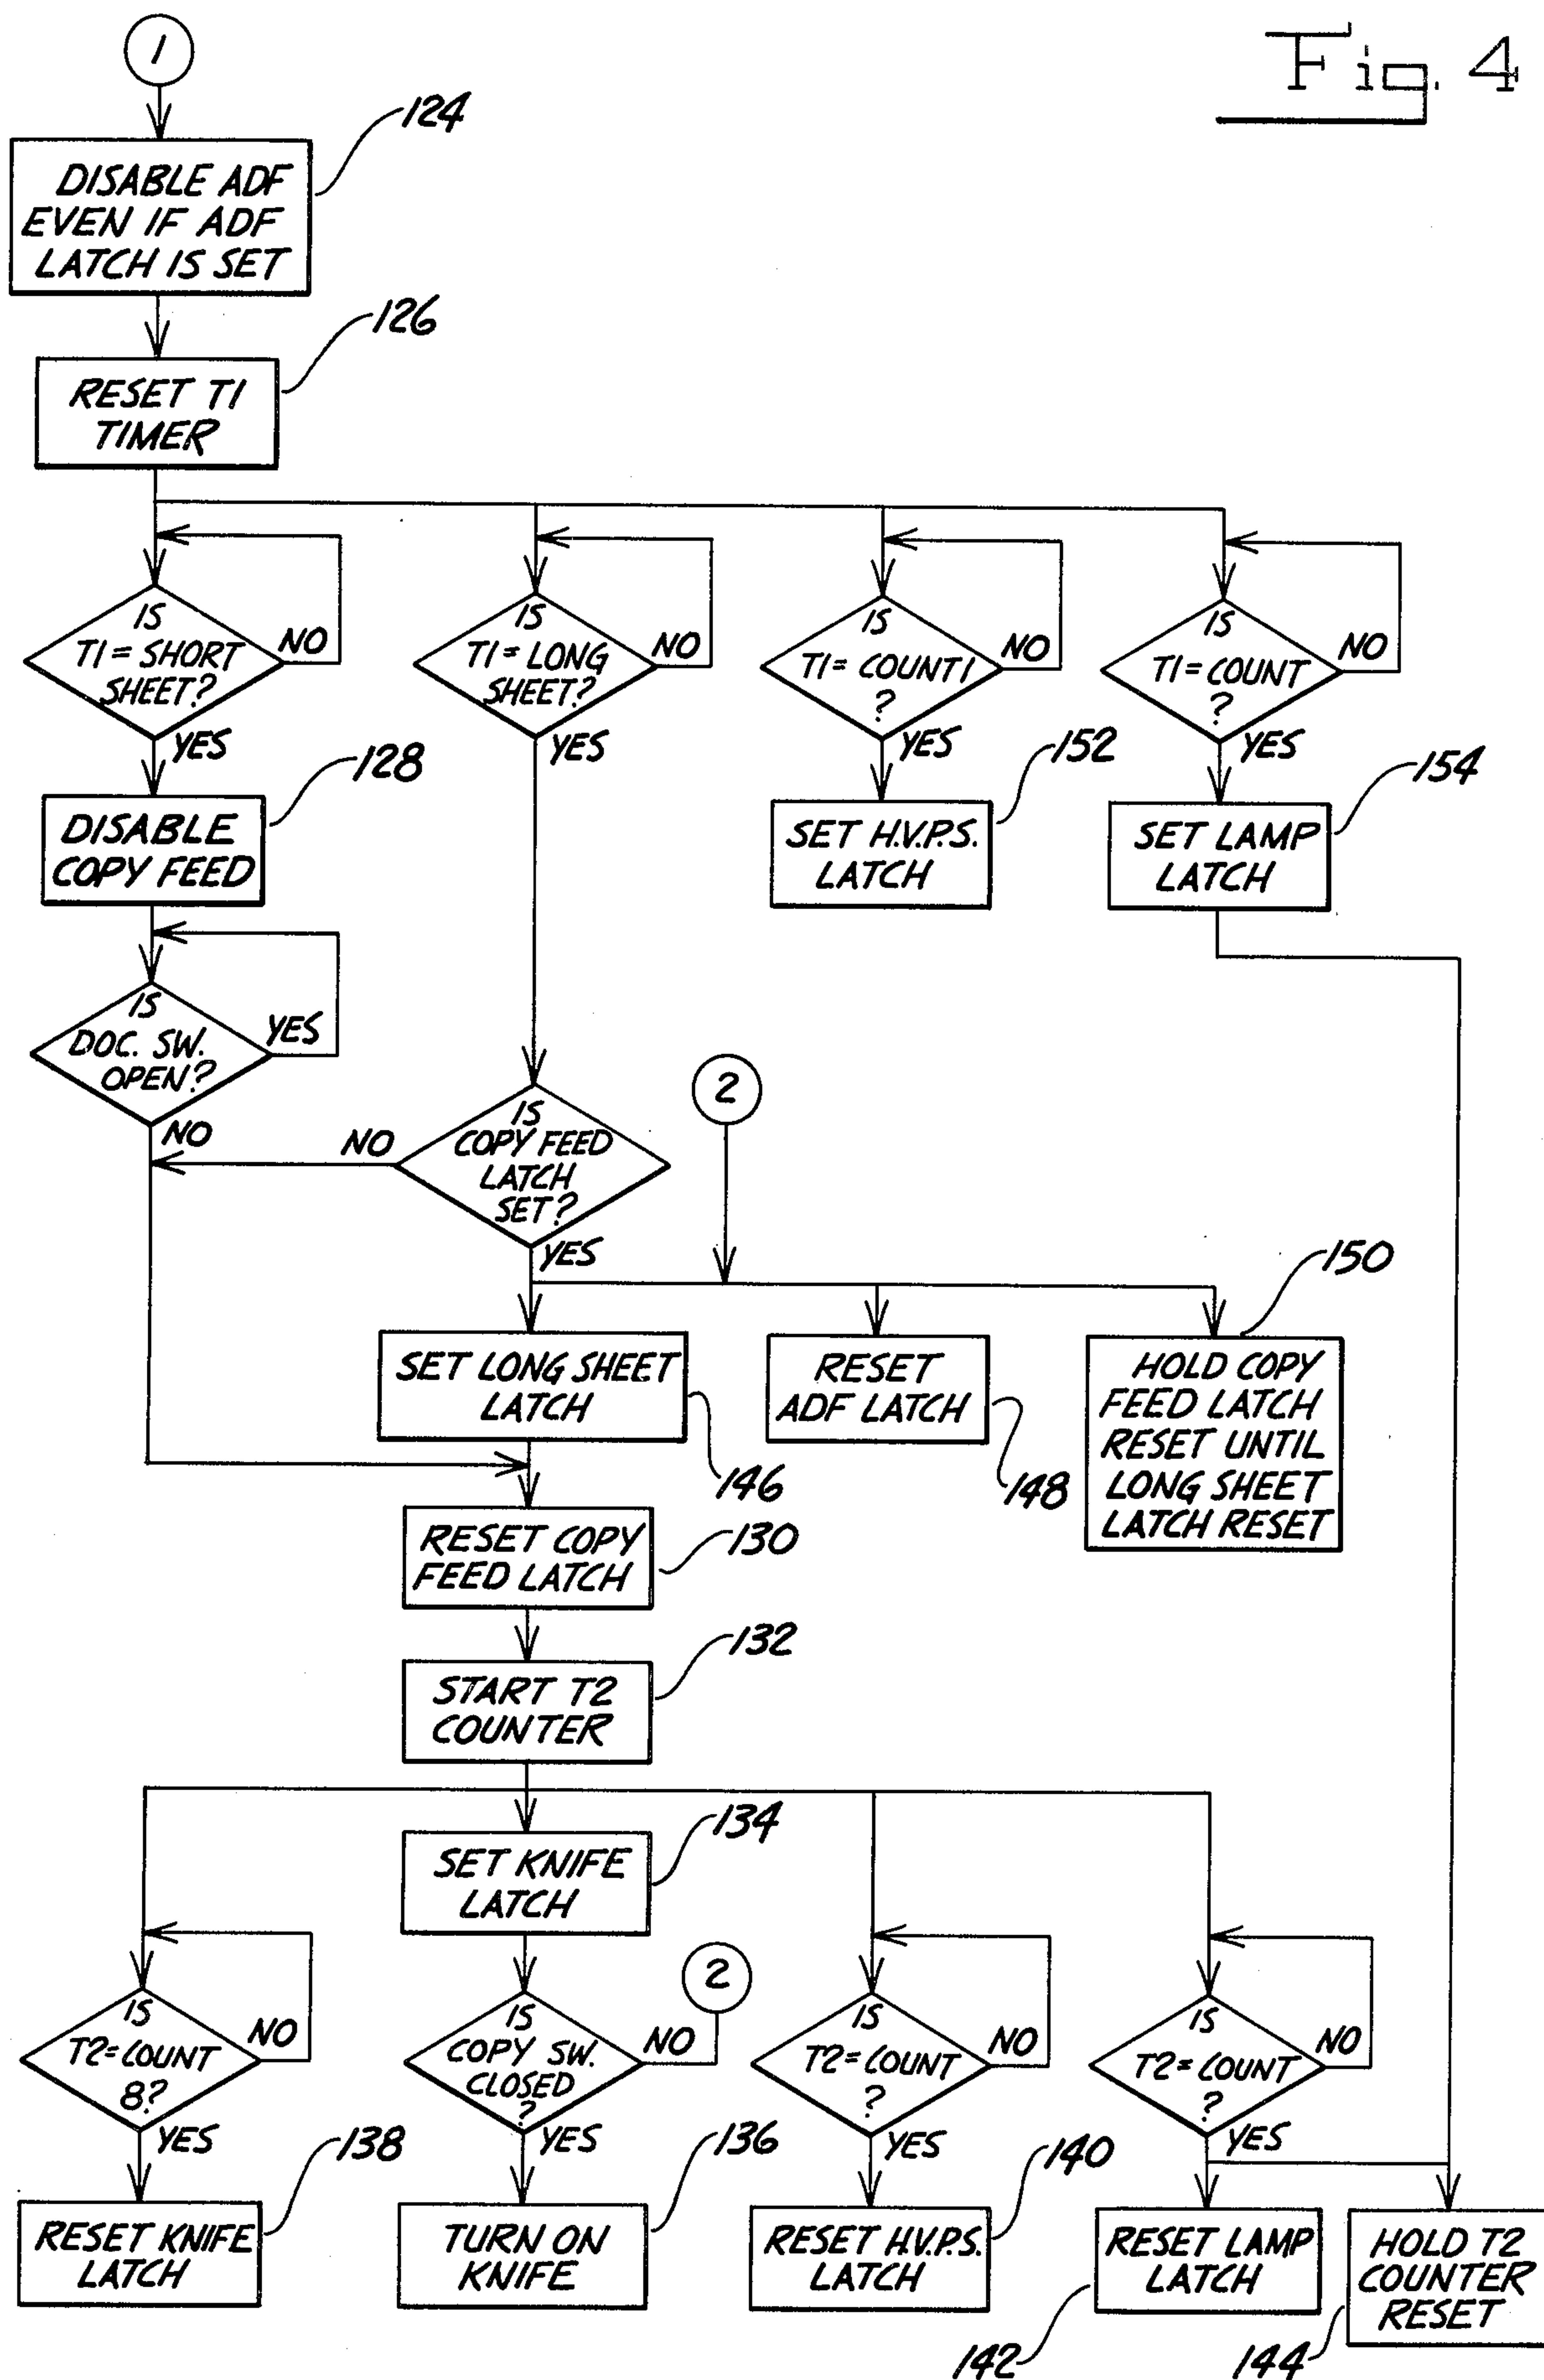 Fig. 4
1
124
DISABLE ADF
EVEN IF ADF
LATCH IS SET
126
RESET T1
TIMER
IS
T1 = SHORT
SHEET?
NO
YES
IS
T1 = LONG
SHEET?
NO
YES
IS
T1 = COUNT1
?
NO
YES
IS
T1 = COUNT
?
NO
YES
128
DISABLE
COPY FEED
152
SET H.V.P.S.
LATCH
154
SET LAMP
LATCH
IS
DOC. SW.
OPEN?
YES
NO
IS
COPY FEED
LATCH
SET?
NO
YES
2
SET LONG SHEET
LATCH
146
RESET
ADF LATCH
148
150
HOLD COPY
FEED LATCH
RESET UNTIL
LONG SHEET
LATCH RESET
RESET COPY
FEED LATCH
130
132
START T2
COUNTER
134
SET KNIFE
LATCH
IS
T2 = COUNT
8?
NO
YES
IS
COPY SW.
CLOSED
?
NO
2
YES
IS
T2 = COUNT
?
NO
YES
IS
T2 = COUNT
?
NO
YES
138
RESET KNIFE
LATCH
136
TURN ON
KNIFE
140
RESET H.V.P.S.
LATCH
RESET LAMP
LATCH
142
HOLD T2
COUNTER
RESET
144